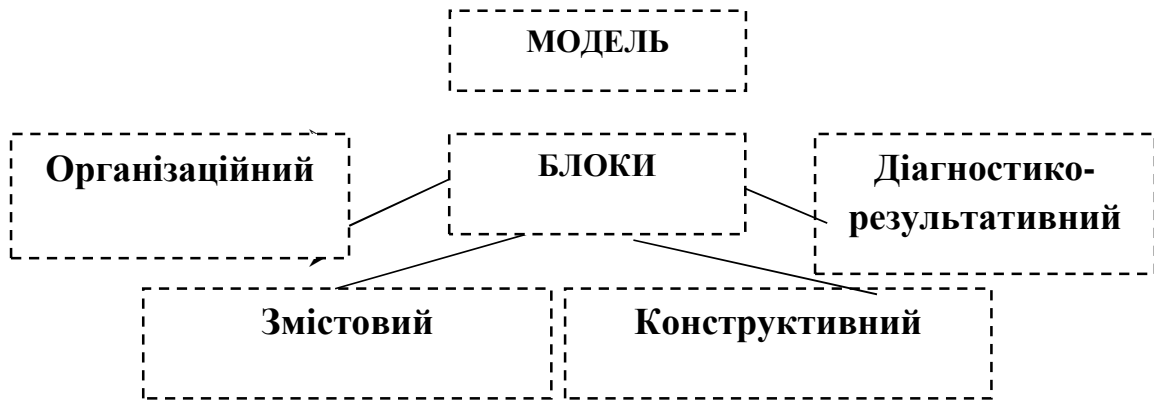 МОДЕЛЬ
Організаційний
БЛОКИ
Діагностико-
результативний
Змістовий
Конструктивний